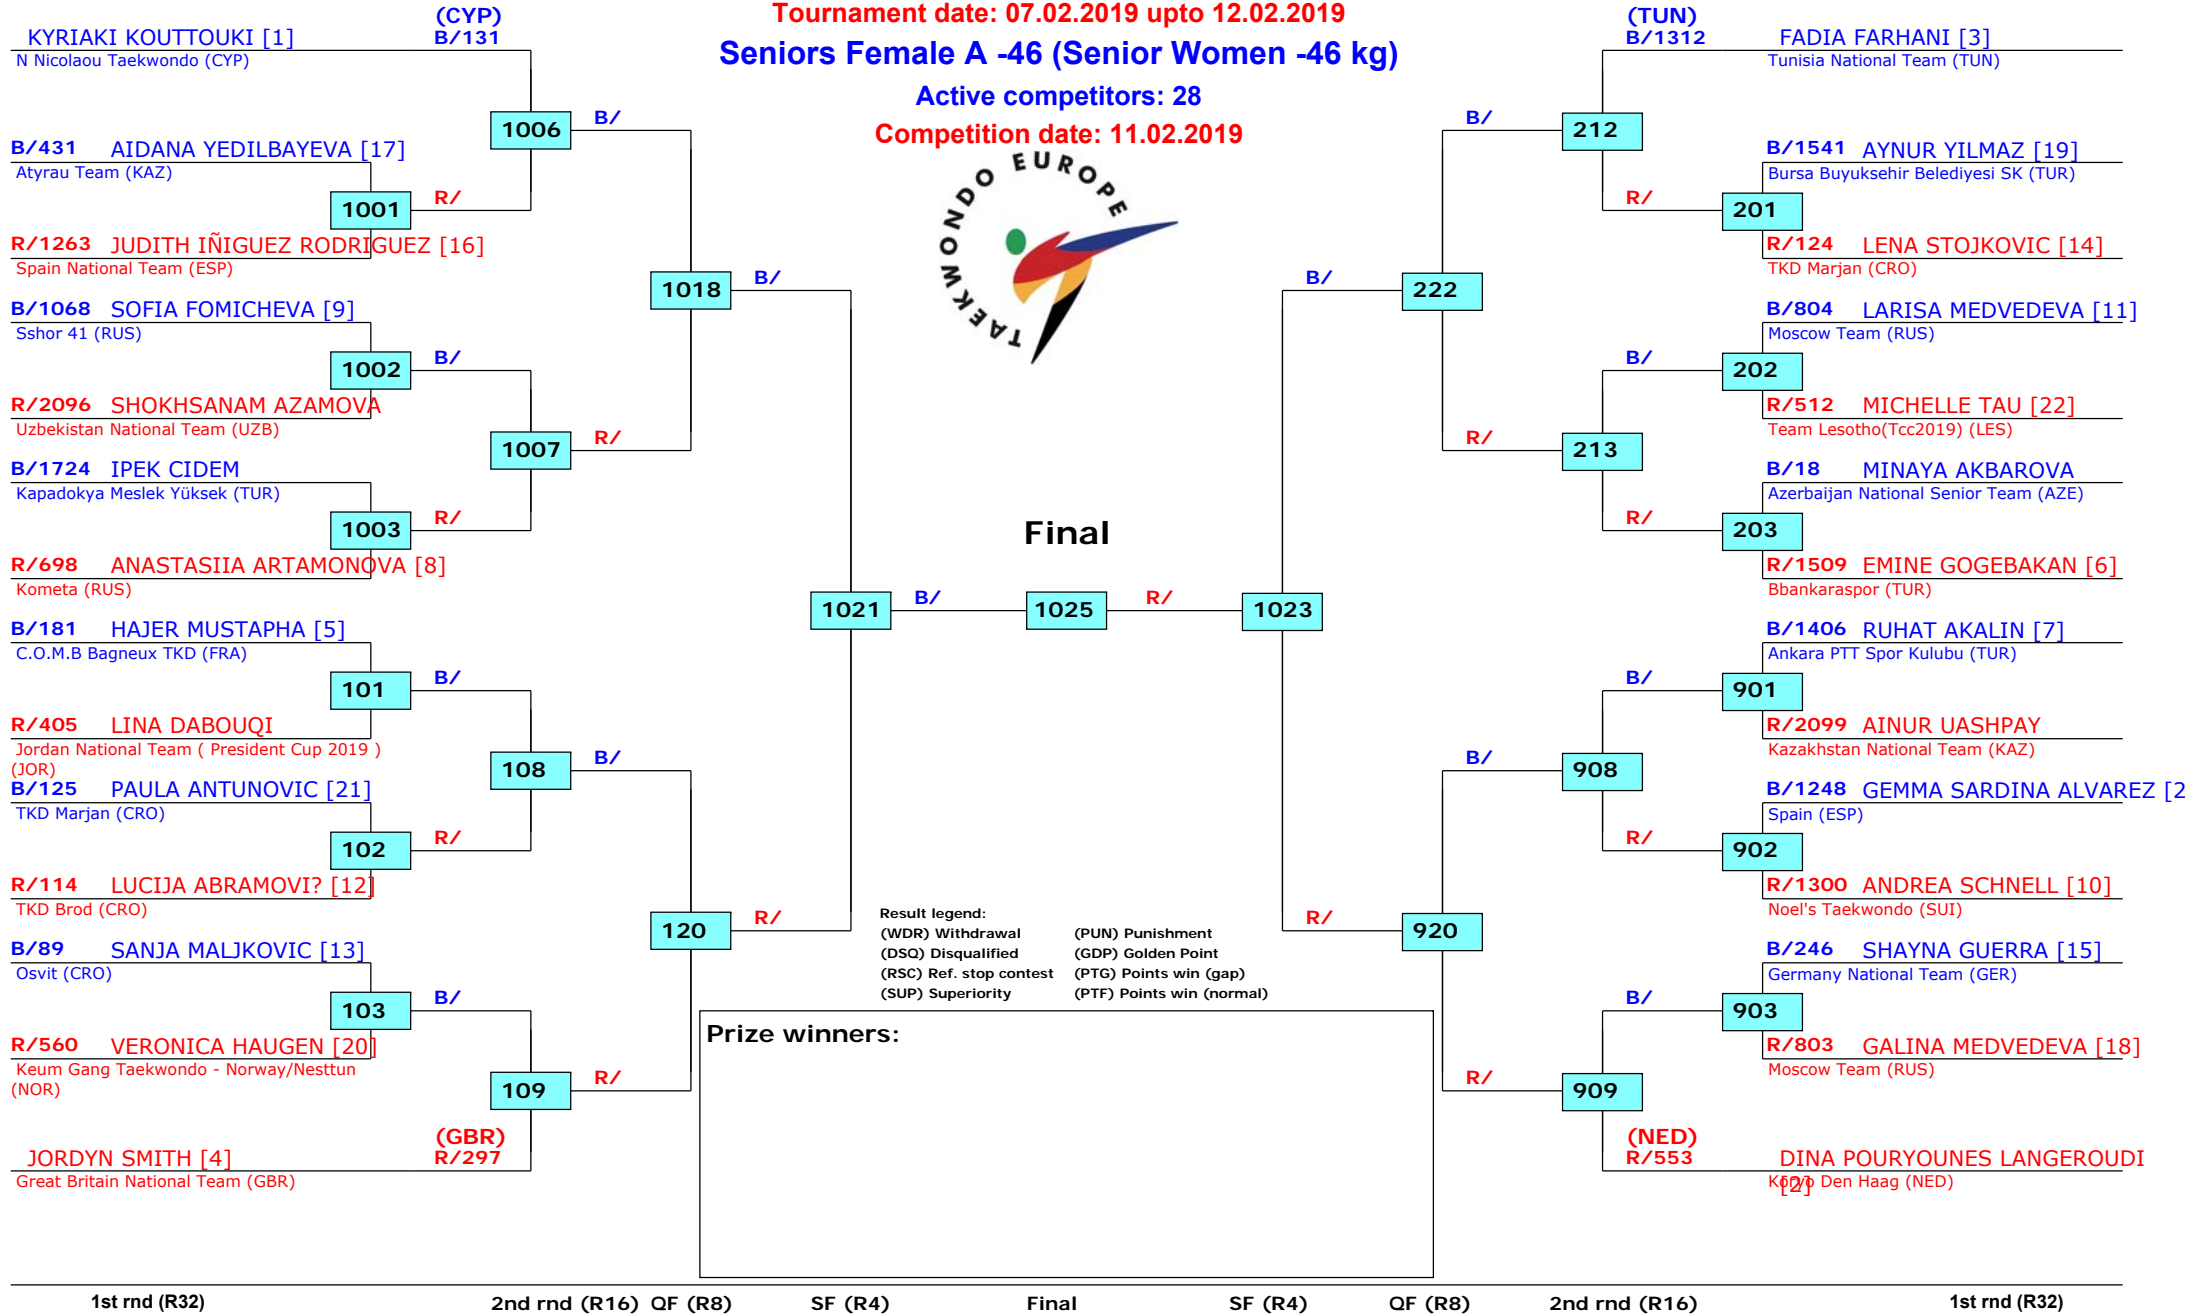 Tournament date: 07.02.2019 upto 12.02.2019
Seniors Female A -46 (Senior Women -46 kg)
Active competitors: 28
Competition date: 11.02.2019
TAEKWONDO EUROPE
(CYP)
KYRIAKI KOUTTOUKI [1] B/131
N Nicolaou Taekwondo (CYP)
1006 B/
B/431 AIDANA YEDILBAYEVA [17]
Atyrau Team (KAZ)
1001 R/
R/1263 JUDITH IÑIGUEZ RODRIGUEZ [16]
Spain National Team (ESP)
1018 B/
B/1068 SOFIA FOMICHEVA [9]
Sshor 41 (RUS)
1002 B/
R/2096 SHOKHSANAM AZAMOVA
Uzbekistan National Team (UZB)
1007 R/
B/1724 IPEK CIDEM
Kapadokya Meslek Yüksek (TUR)
1003 R/
R/698 ANASTASIIA ARTAMONOVA [8]
Kometa (RUS)
1021 B/
B/181 HAJER MUSTAPHA [5]
C.O.M.B Bagneux TKD (FRA)
101 B/
R/405 LINA DABOUQI
Jordan National Team ( President Cup 2019 )
(JOR)
108 B/
B/125 PAULA ANTUNOVIC [21]
TKD Marjan (CRO)
102 R/
R/114 LUCIJA ABRAMOVI? [12]
TKD Brod (CRO)
120 R/
B/89 SANJA MALJKOVIC [13]
Osvit (CRO)
103 B/
R/560 VERONICA HAUGEN [20]
Keum Gang Taekwondo - Norway/Nesttun
(NOR)
109 R/
(GBR)
JORDYN SMITH [4] R/297
Great Britain National Team (GBR)
Final
1025
(TUN)
B/1312 FADIA FARHANI [3]
Tunisia National Team (TUN)
B/ 212
B/1541 AYNUR YILMAZ [19]
Bursa Buyuksehir Belediyesi SK (TUR)
R/ 201
R/124 LENA STOJKOVIC [14]
TKD Marjan (CRO)
B/ 222
B/804 LARISA MEDVEDEVA [11]
Moscow Team (RUS)
B/ 202
R/512 MICHELLE TAU [22]
Team Lesotho(Tcc2019) (LES)
R/ 213
B/18 MINAYA AKBAROVA
Azerbaijan National Senior Team (AZE)
R/ 203
R/1509 EMINE GOGEBAKAN [6]
Bbankaraspor (TUR)
R/ 1023
B/1406 RUHAT AKALIN [7]
Ankara PTT Spor Kulubu (TUR)
B/ 901
R/2099 AINUR UASHPAY
Kazakhstan National Team (KAZ)
B/ 908
B/1248 GEMMA SARDINA ALVAREZ [2
Spain (ESP)
R/ 902
R/1300 ANDREA SCHNELL [10]
Noel's Taekwondo (SUI)
R/ 920
B/246 SHAYNA GUERRA [15]
Germany National Team (GER)
B/ 903
R/803 GALINA MEDVEDEVA [18]
Moscow Team (RUS)
R/ 909
(NED)
R/553 DINA POURYOUNES LANGEROUDI
[2]
Koryo Den Haag (NED)
Result legend:
(WDR) Withdrawal (PUN) Punishment
(DSQ) Disqualified (GDP) Golden Point
(RSC) Ref. stop contest (PTG) Points win (gap)
(SUP) Superiority (PTF) Points win (normal)
Prize winners:
1st rnd (R32) 2nd rnd (R16) QF (R8) SF (R4) Final SF (R4) QF (R8) 2nd rnd (R16) 1st rnd (R32)